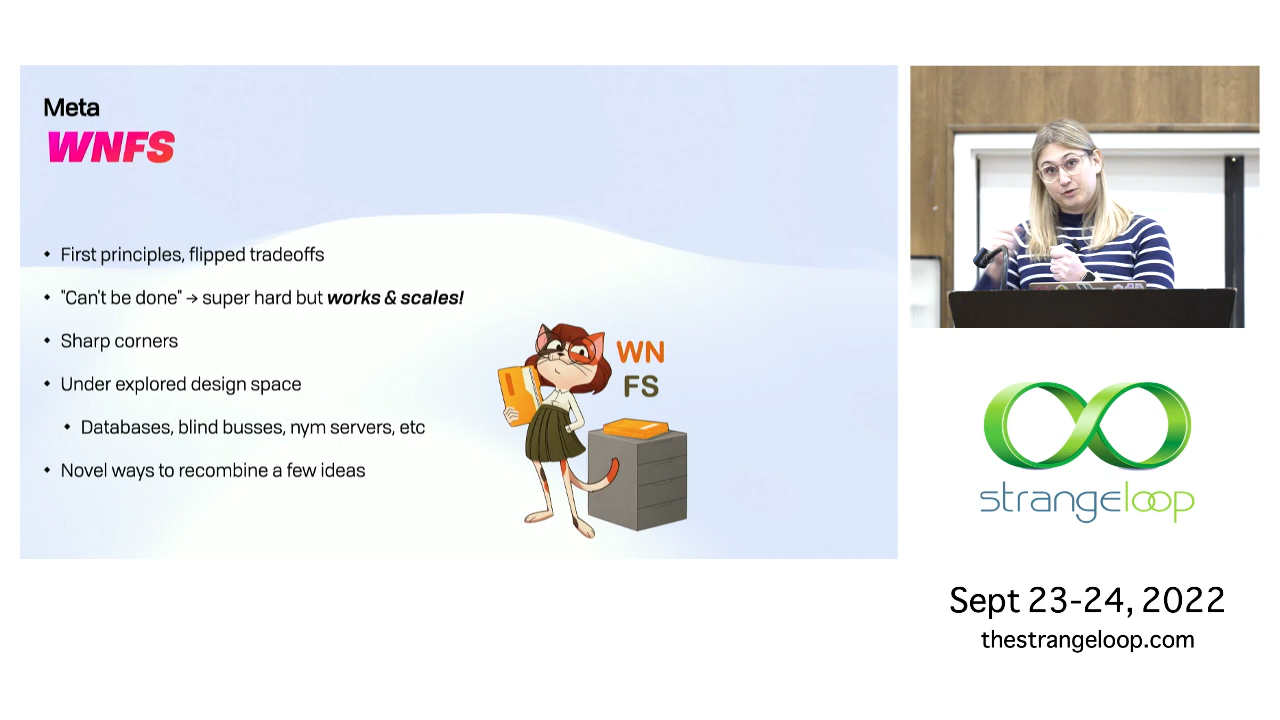 Meta
WNFS
First principles, flipped tradeoffs
"Can't be done" → super hard but works & scales!
Sharp corners
Under explored design space
Databases, blind busses, nym servers, etc
Novel ways to recombine a few ideas
WN
FS
strangeloop
Sept 23-24, 2022
thestrangeloop.com